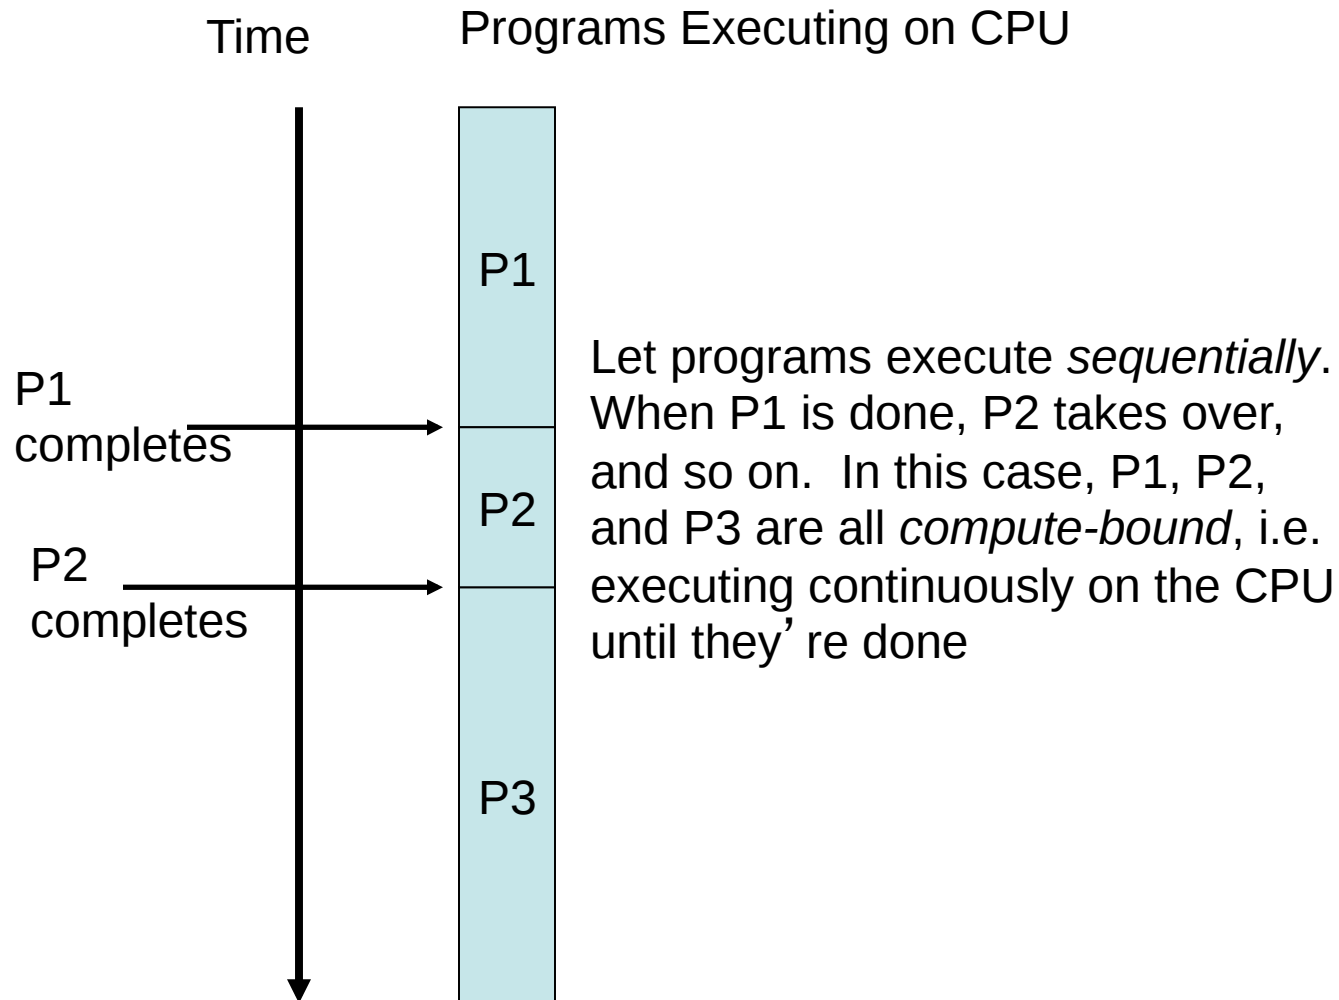 Time
Programs Executing on CPU
P1
P1
completes
Let programs execute sequentially.
When P1 is done, P2 takes over,
and so on.  In this case, P1, P2,
and P3 are all compute-bound, i.e.
executing continuously on the CPU
until they’ re done
P2
P2
completes
P3